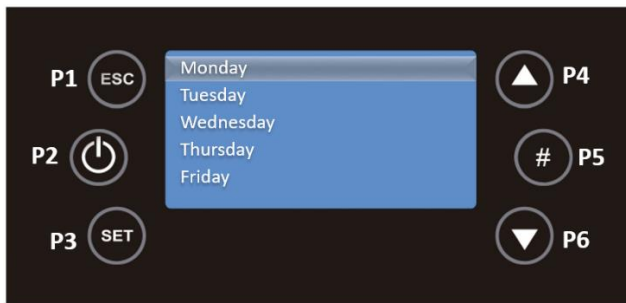 P1 ESC
Monday
Tuesday
Wednesday
Thursday
Friday
P4
P2
# P5
P3 SET
P6